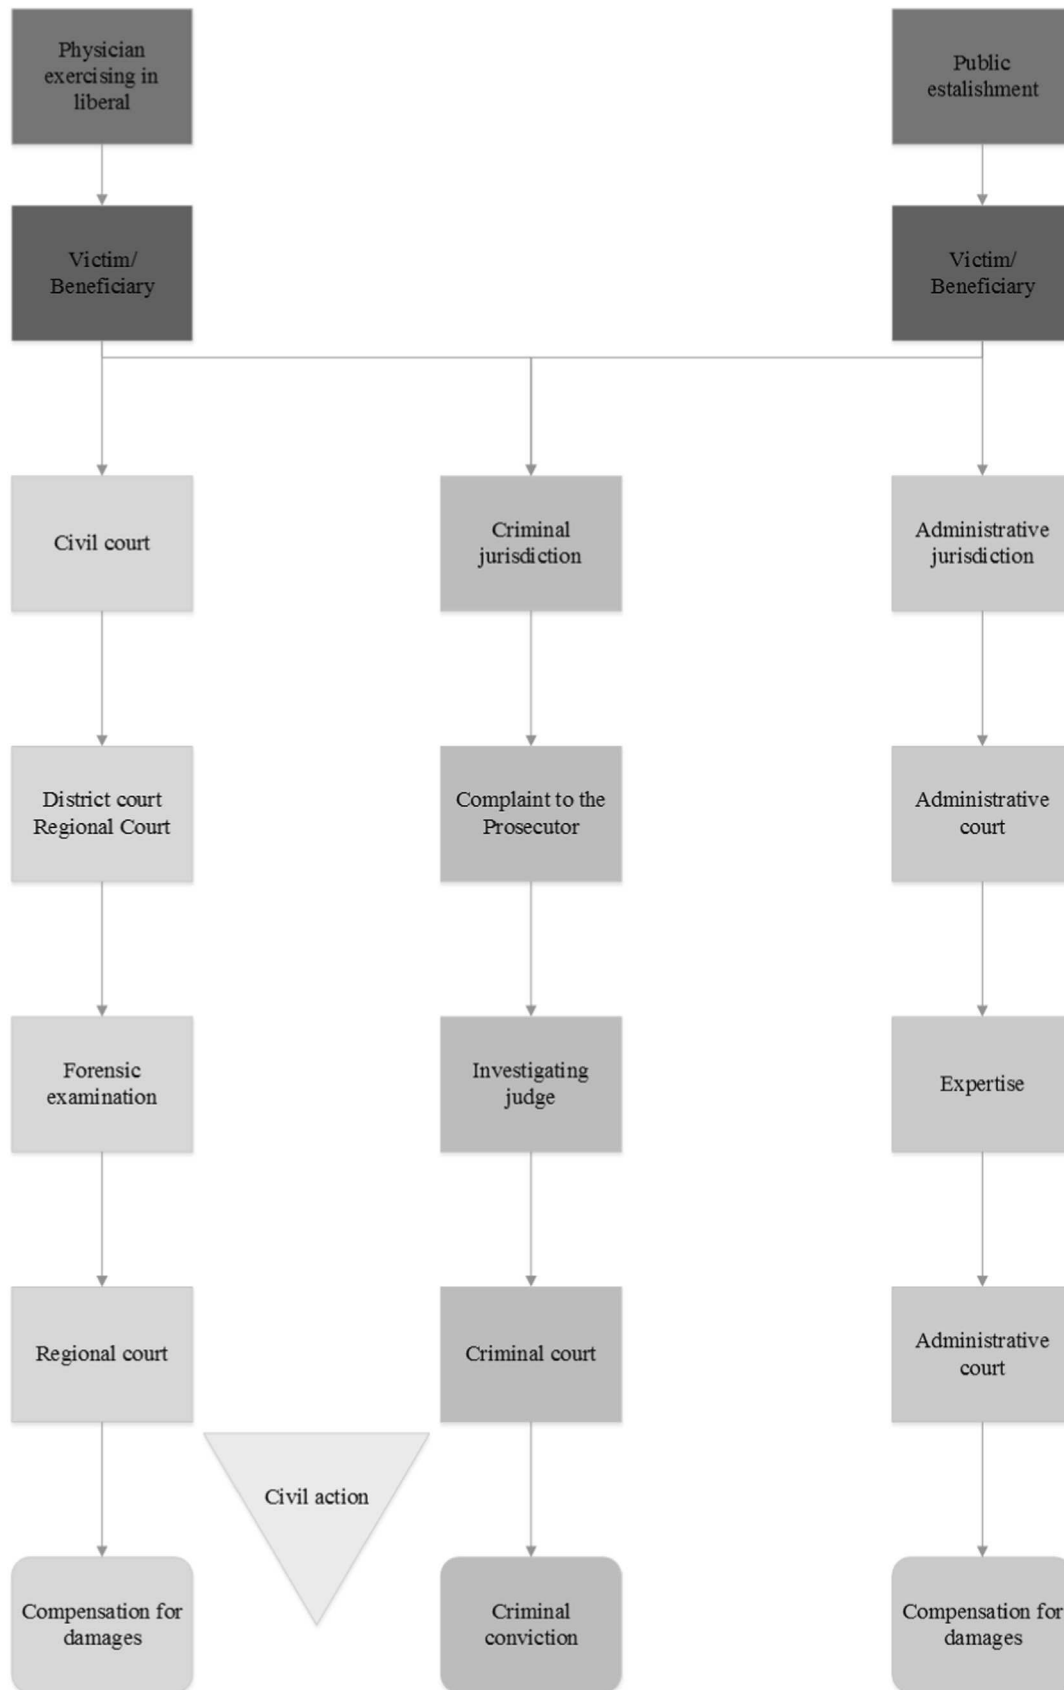 Physician
exercising in
liberal
Public
estalishment
Victim/
Beneficiary
Victim/
Beneficiary
Civil court
Criminal
jurisdiction
Administrative
jurisdiction
District court
Regional Court
Complaint to the
Prosecutor
Administrative
court
Forensic
examination
Investigating
judge
Expertise
Regional court
Criminal court
Administrative
court
Civil action
Compensation for
damages
Criminal
conviction
Compensation for
damages